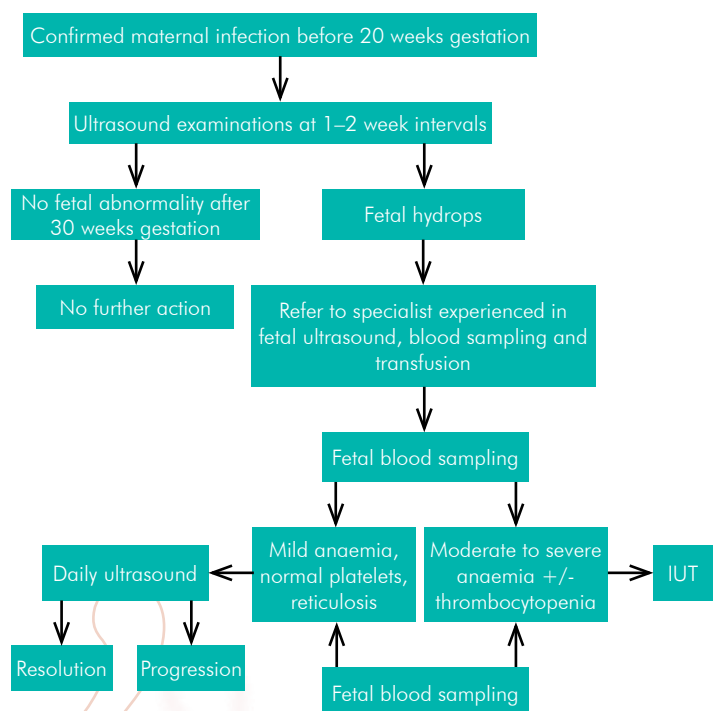 Confirmed maternal infection before 20 weeks gestation
Ultrasound examinations at 1–2 week intervals
No fetal abnormality after
30 weeks gestation
Fetal hydrops
No further action
Refer to specialist experienced in
fetal ultrasound, blood sampling and
transfusion
Fetal blood sampling
Daily ultrasound
Mild anaemia,
normal platelets,
reticulosis
Moderate to severe
anaemia +/-
thrombocytopenia
IUT
Resolution
Progression
Fetal blood sampling